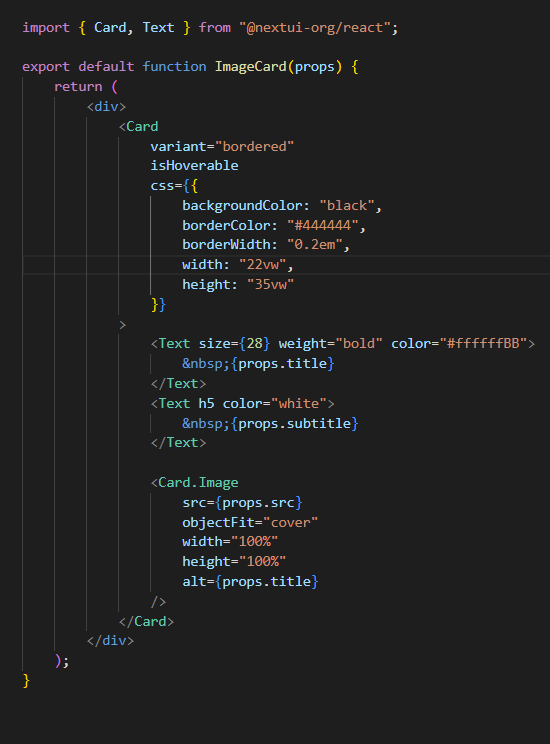 import { Card, Text } from "@nextui-org/react";
export default function ImageCard(props) {
return (
<div>
<Card
variant="bordered"
isHoverable
css={{
backgroundColor: "black",
borderColor: "#444444",
borderWidth: "0.2em",
width: "22vw",
height: "35vw"
}}
>
<Text size={28} weight="bold" color="#ffffffBB">
&nbsp;{props.title}
</Text>
<Text h5 color="white">
&nbsp;{props.subtitle}
</Text>
<Card.Image
src={props.src}
objectFit="cover"
width="100%"
height="100%"
alt={props.title}
/>
</Card>
</div>
);
}